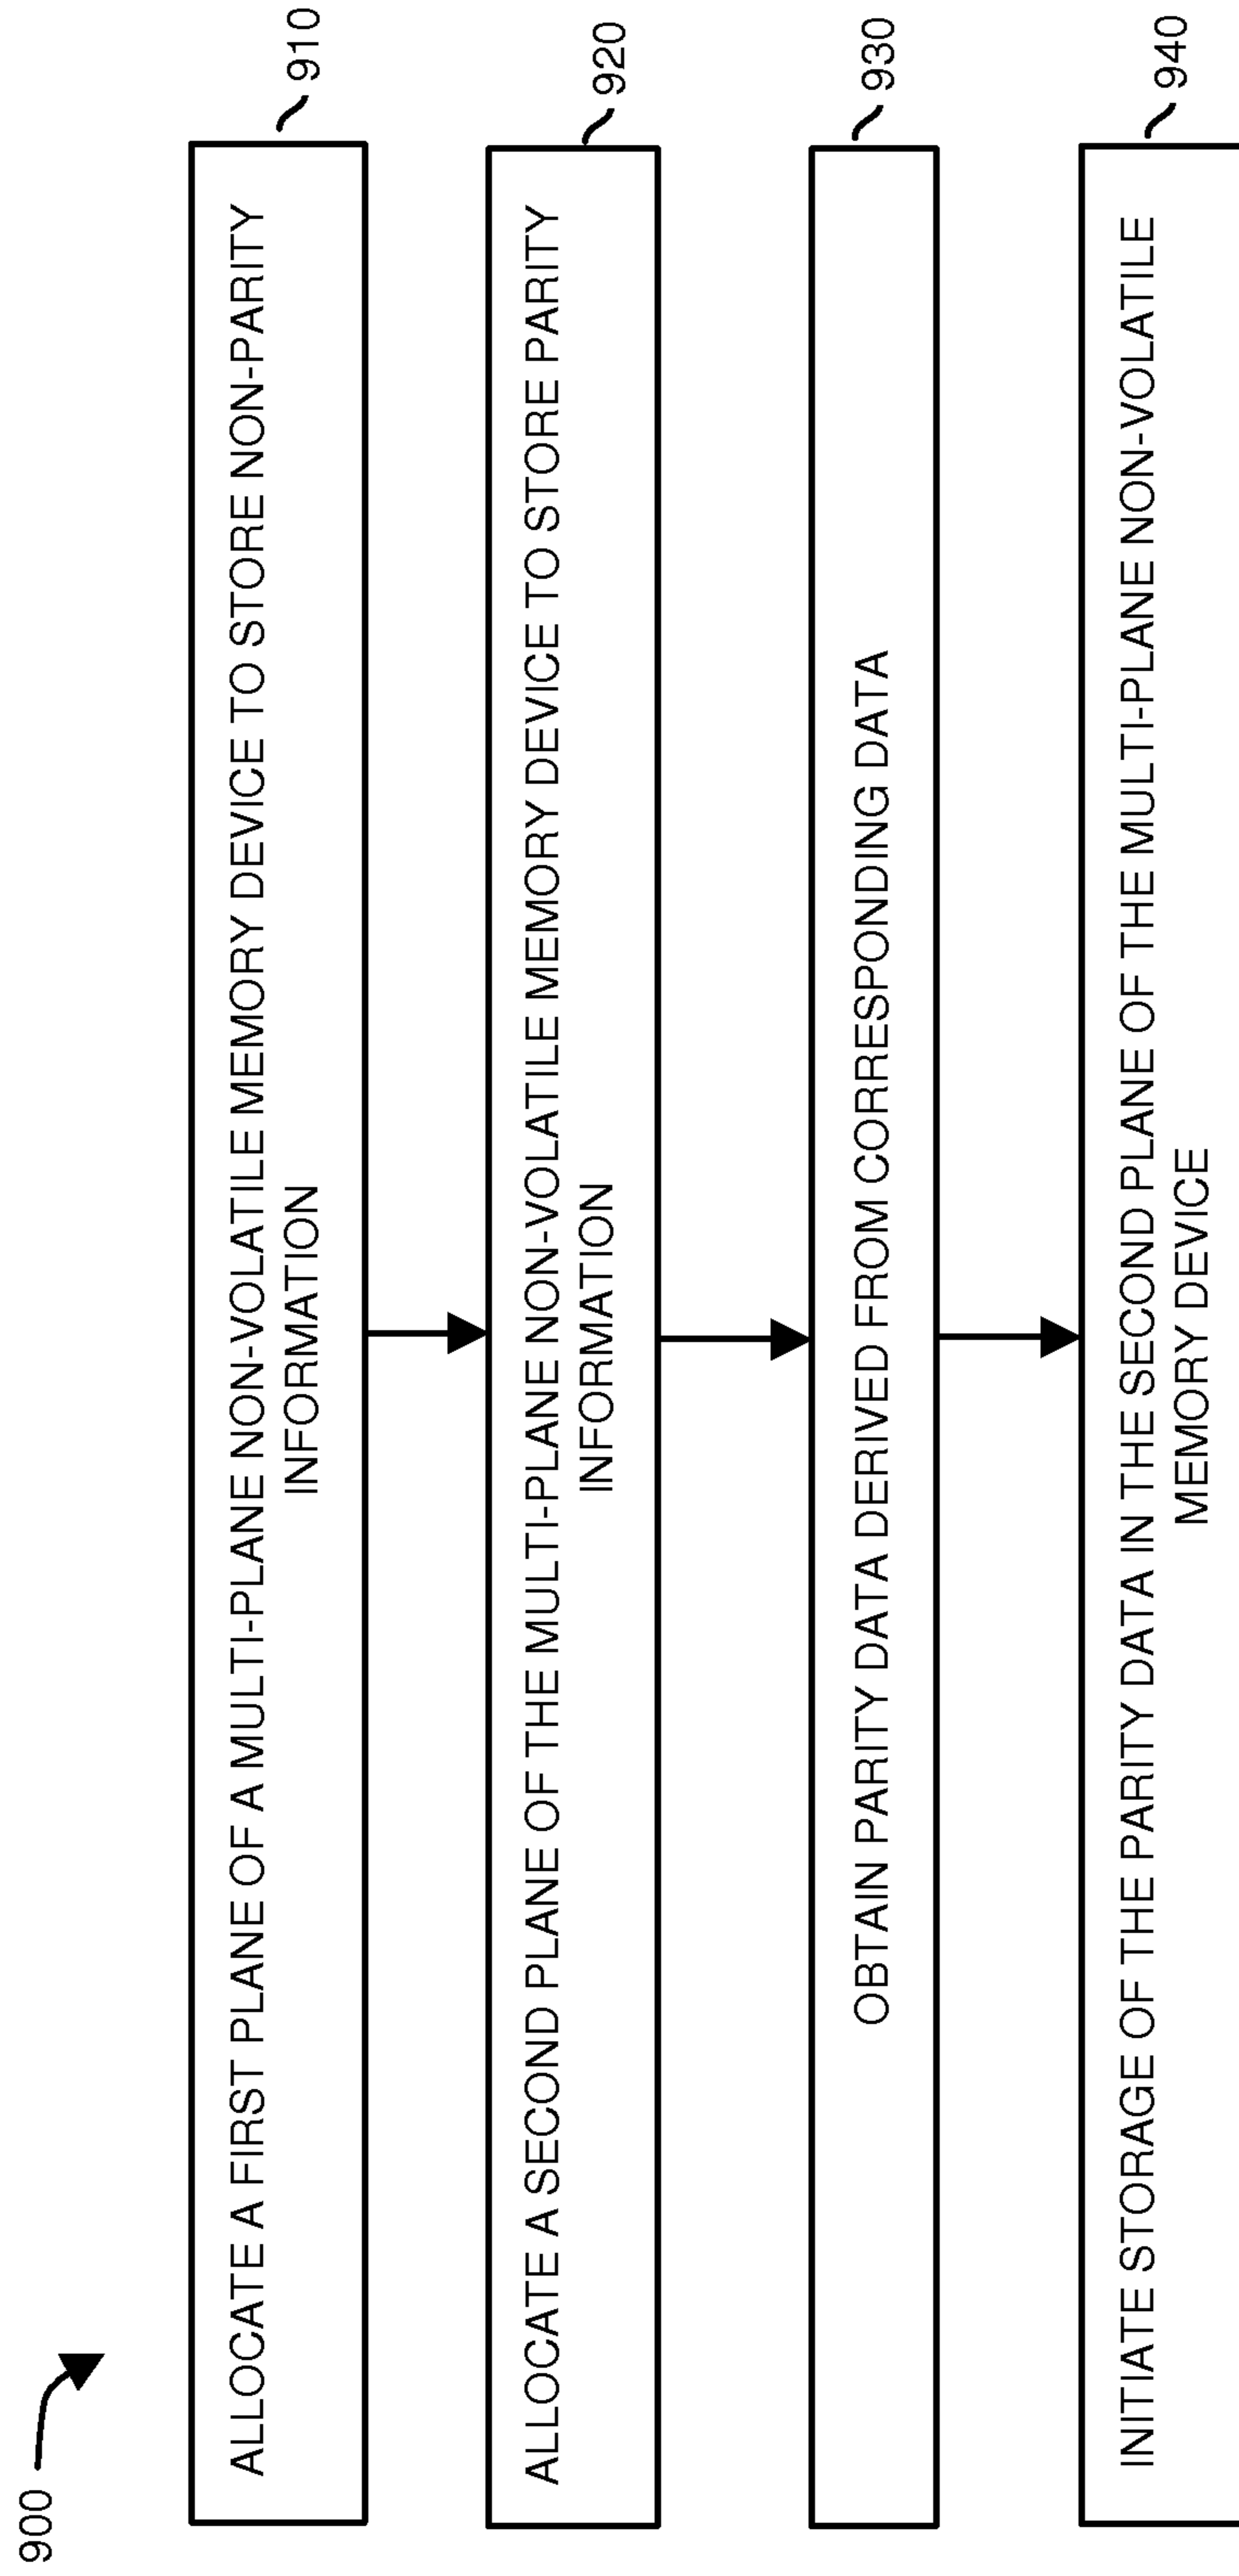 900
ALLOCATE A FIRST PLANE OF A MULTI-PLANE NON-VOLATILE MEMORY DEVICE TO STORE NON-PARITY
INFORMATION
910
ALLOCATE A SECOND PLANE OF THE MULTI-PLANE NON-VOLATILE MEMORY DEVICE TO STORE PARITY
INFORMATION
920
OBTAIN PARITY DATA DERIVED FROM CORRESPONDING DATA
930
INITIATE STORAGE OF THE PARITY DATA IN THE SECOND PLANE OF THE MULTI-PLANE NON-VOLATILE
MEMORY DEVICE
940